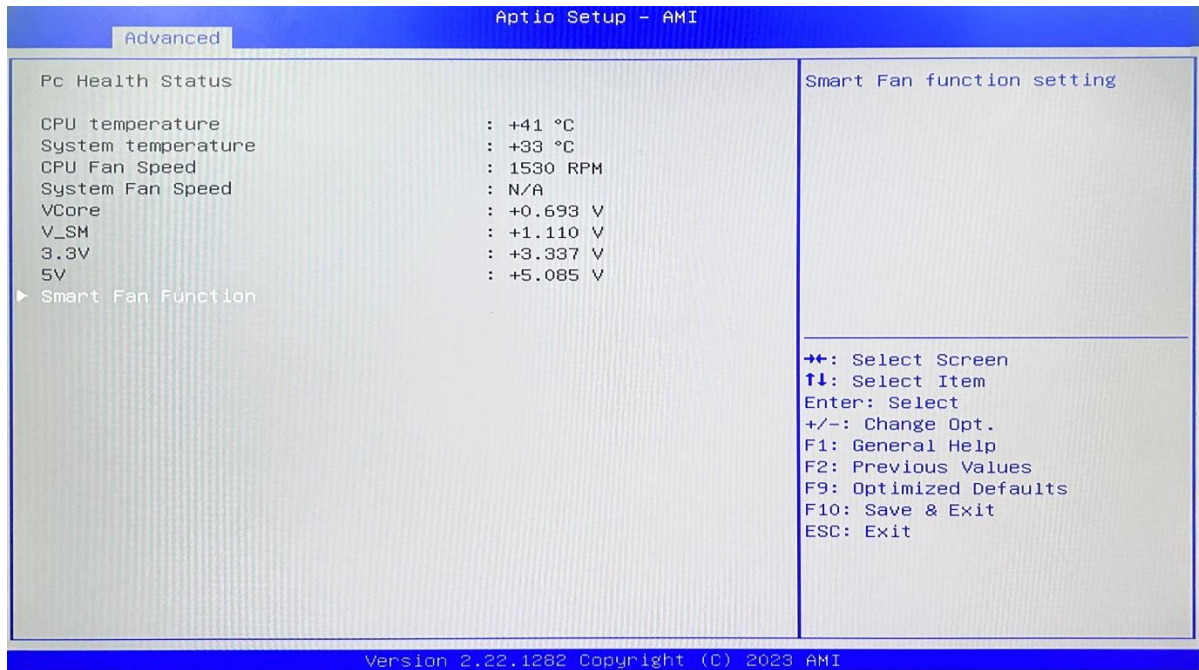 Aptio Setup – AMI
Advanced
Pc Health Status
CPU temperature : +41 °C
System temperature : +33 °C
CPU Fan Speed : 1530 RPM
System Fan Speed : N/A
VCore : +0.693 V
V_SM : +1.110 V
3.3V : +3.337 V
5V : +5.085 V
▶ Smart Fan Function
Smart Fan function setting
→←: Select Screen
↑↓: Select Item
Enter: Select
+/-: Change Opt.
F1: General Help
F2: Previous Values
F9: Optimized Defaults
F10: Save & Exit
ESC: Exit
Version 2.22.1282 Copyright (C) 2023 AMI